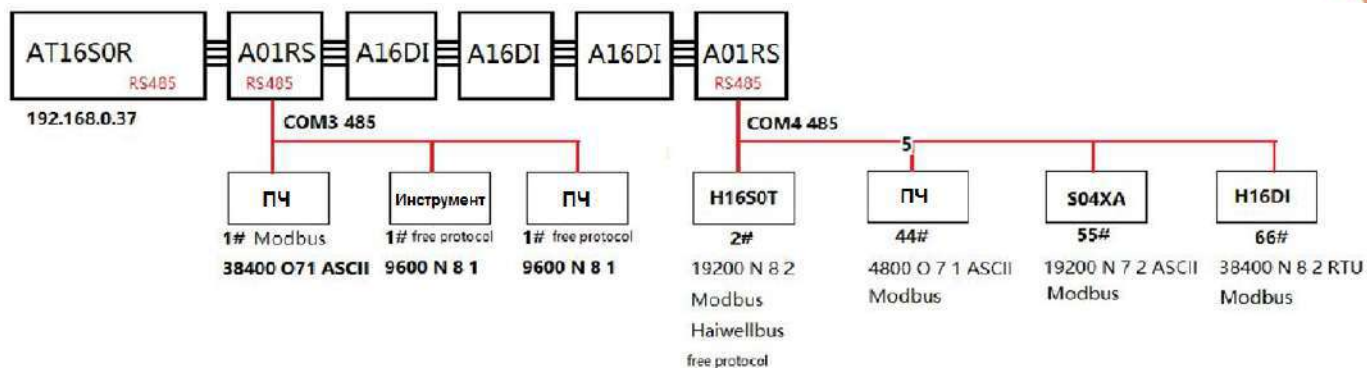 AT16S0R
RS485
A01RS
RS485
A16DI
A16DI
A16DI
A01RS
RS485
192.168.0.37
COM3 485
COM4 485
5
ПЧ
Инструмент
ПЧ
H16S0T
ПЧ
S04XA
H16DI
1# Modbus
1# free protocol
1# free protocol
2#
44#
55#
66#
38400 O71 ASCII
9600 N 8 1
9600 N 8 1
19200 N 8 2
4800 O 7 1 ASCII
19200 N 7 2 ASCII
38400 N 8 2 RTU
Modbus
Modbus
Modbus
Modbus
Haiwellbus
free protocol